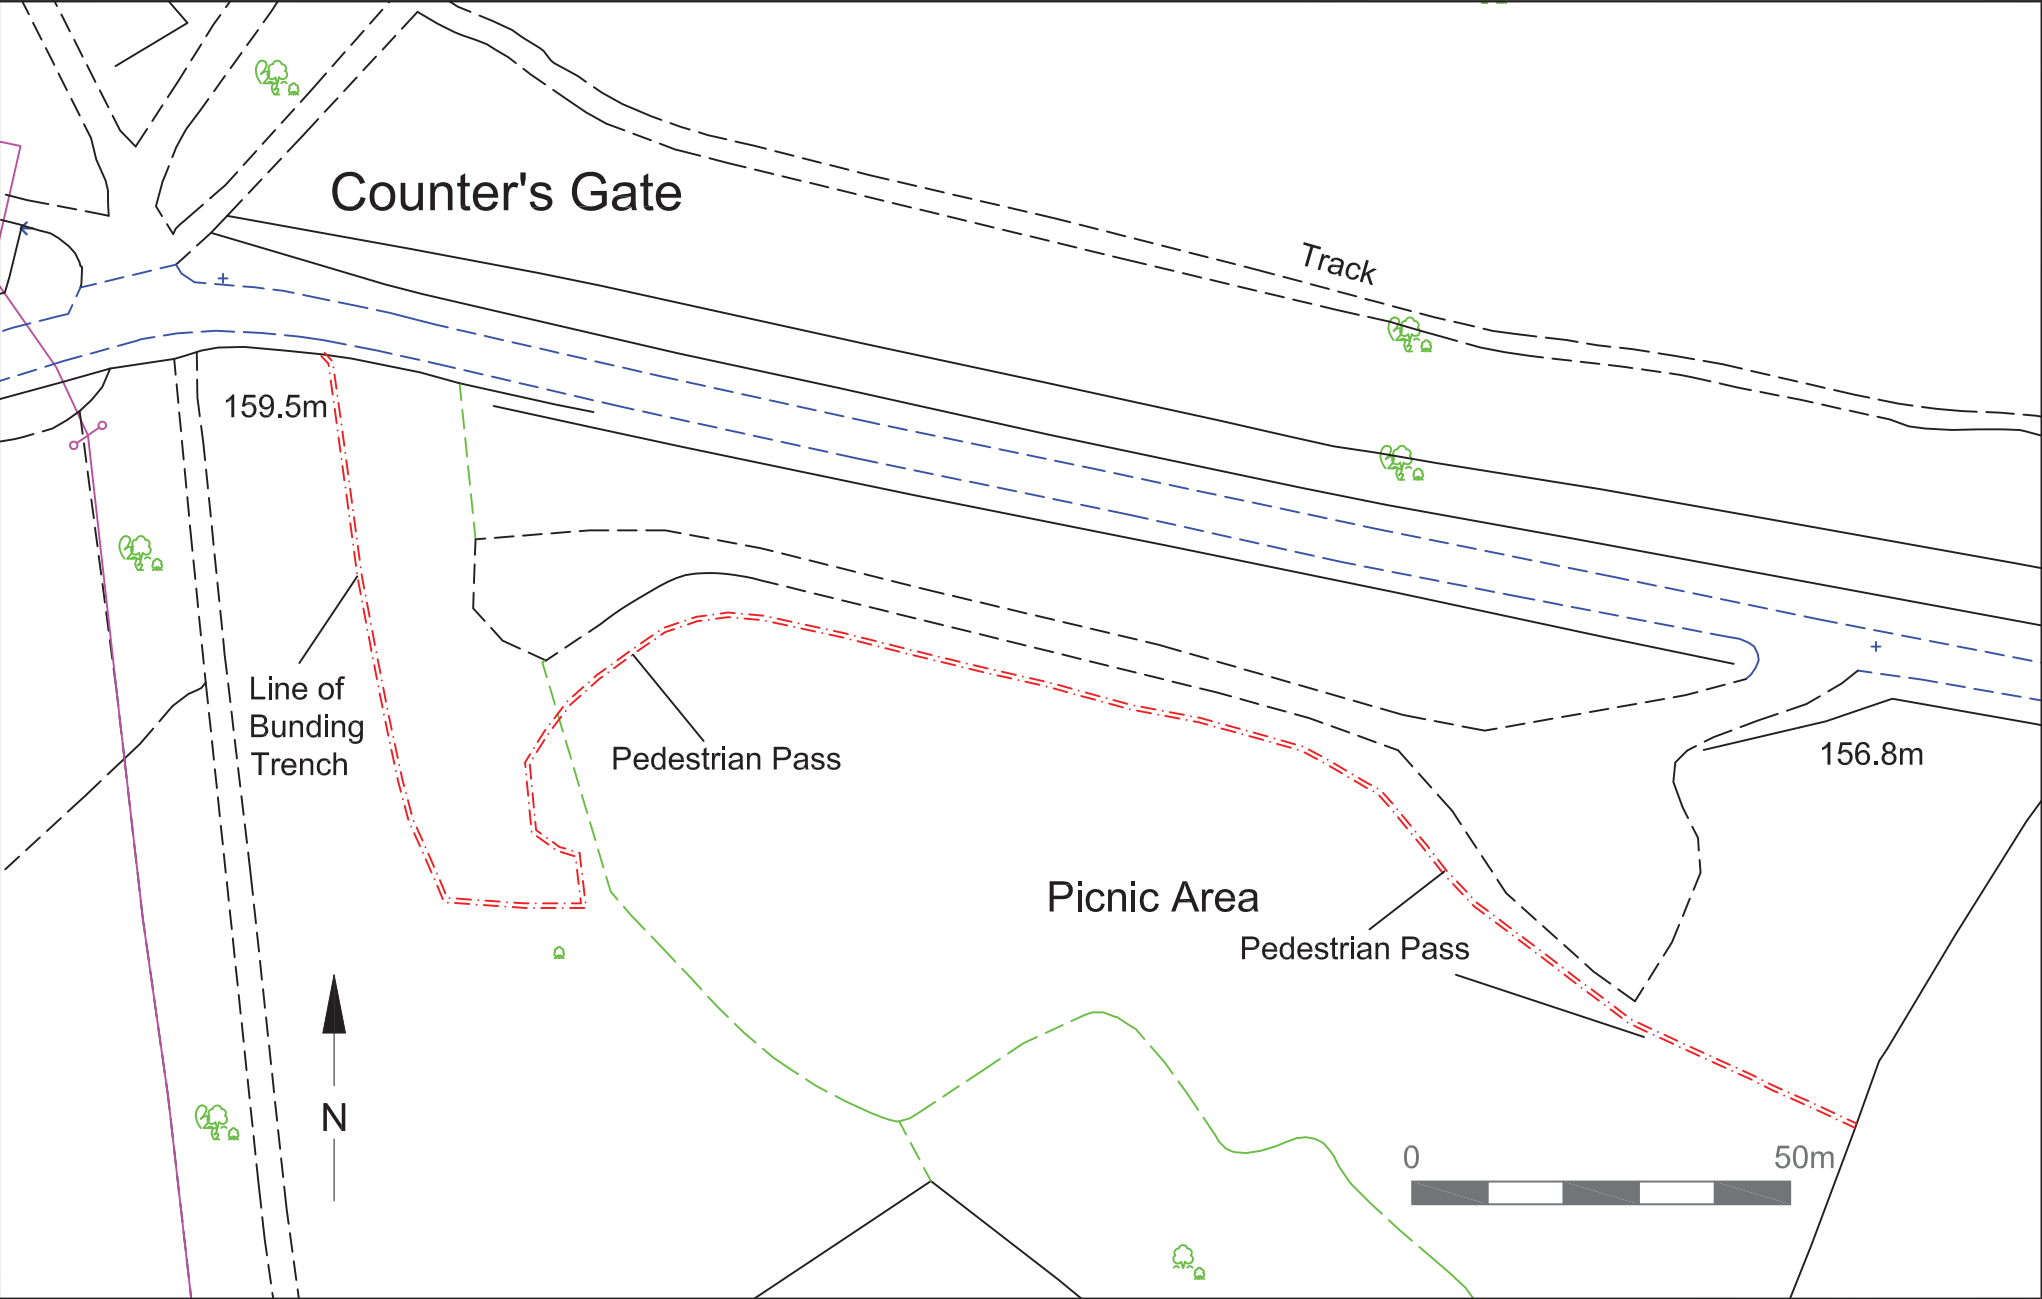 Counter's Gate
Track
159.5m
Line of
Bunding
Trench
Pedestrian Pass
156.8m
Picnic Area
Pedestrian Pass
N
0 50m